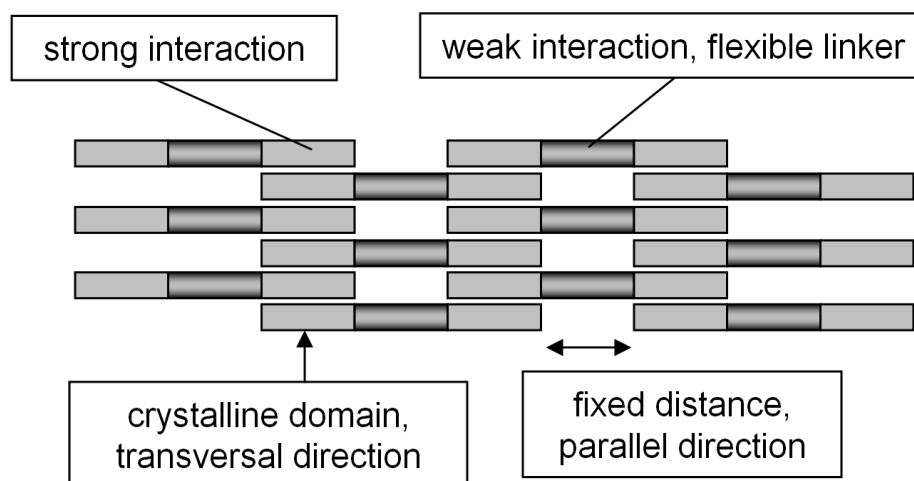 strong interaction
weak interaction, flexible linker
crystalline domain,
transversal direction
fixed distance,
parallel direction